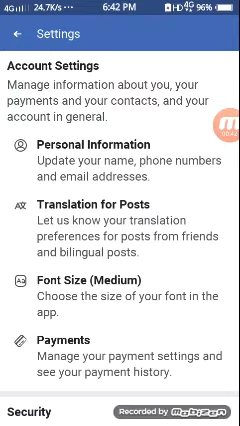 4G 24.7K/s ··· 6:42 PM HD 4G 96%
← Settings
Account Settings
Manage information about you, your
payments and your contacts, and your
account in general.
Personal Information
Update your name, phone numbers
and email addresses.
00:42
Translation for Posts
Let us know your translation
preferences for posts from friends
and bilingual posts.
Font Size (Medium)
Choose the size of your font in the
app.
Payments
Manage your payment settings and
see your payment history.
Security
Recorded by mobizen